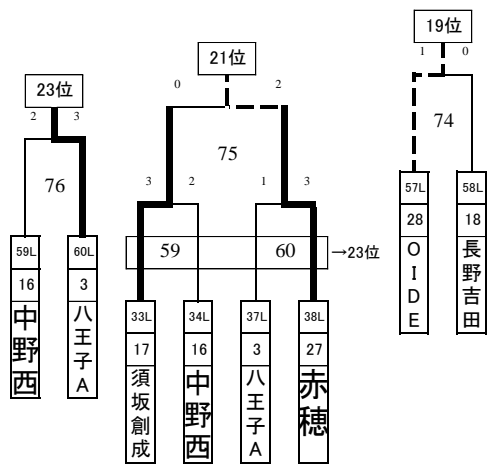 19位
1 0
74
57L 58L
28 18
OIDE
長野吉田
21位
0 2
75
3 2 1 3
59 60 →23位
33L 34L 37L 38L
17 16 3 27
須坂創成
中野西
八王子A
赤穂
23位
2 3
76
59L 60L
16 3
中野西
八王子A